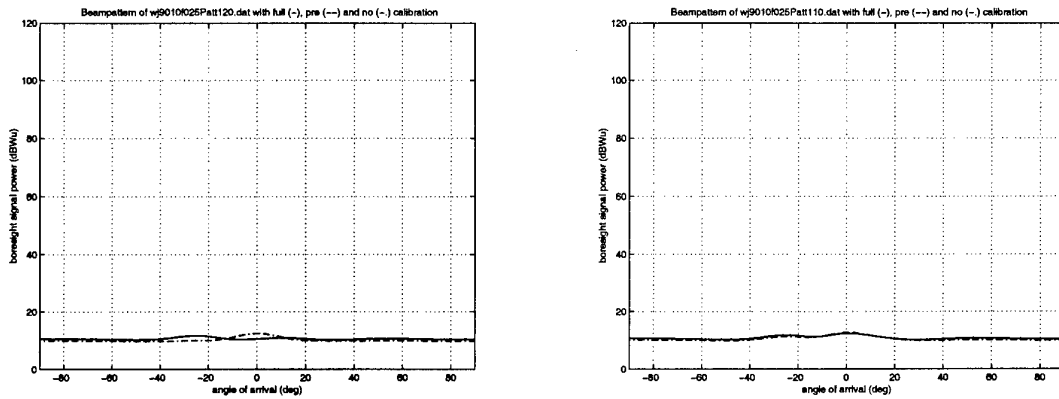 Beampattern of wj9010f025Patt120.dat with full (-), pre (--) and no (-.) calibration
120
100
80
60
40
20
0
boresight signal power (dBWu)
-80 -60 -40 -20 0 20 40 60 80
angle of arrival (deg)
Beampattern of wj9010f025Patt110.dat with full (-), pre (--) and no (-.) calibration
120
100
80
60
40
20
0
boresight signal power (dBWu)
-80 -60 -40 -20 0 20 40 60 80
angle of arrival (deg)